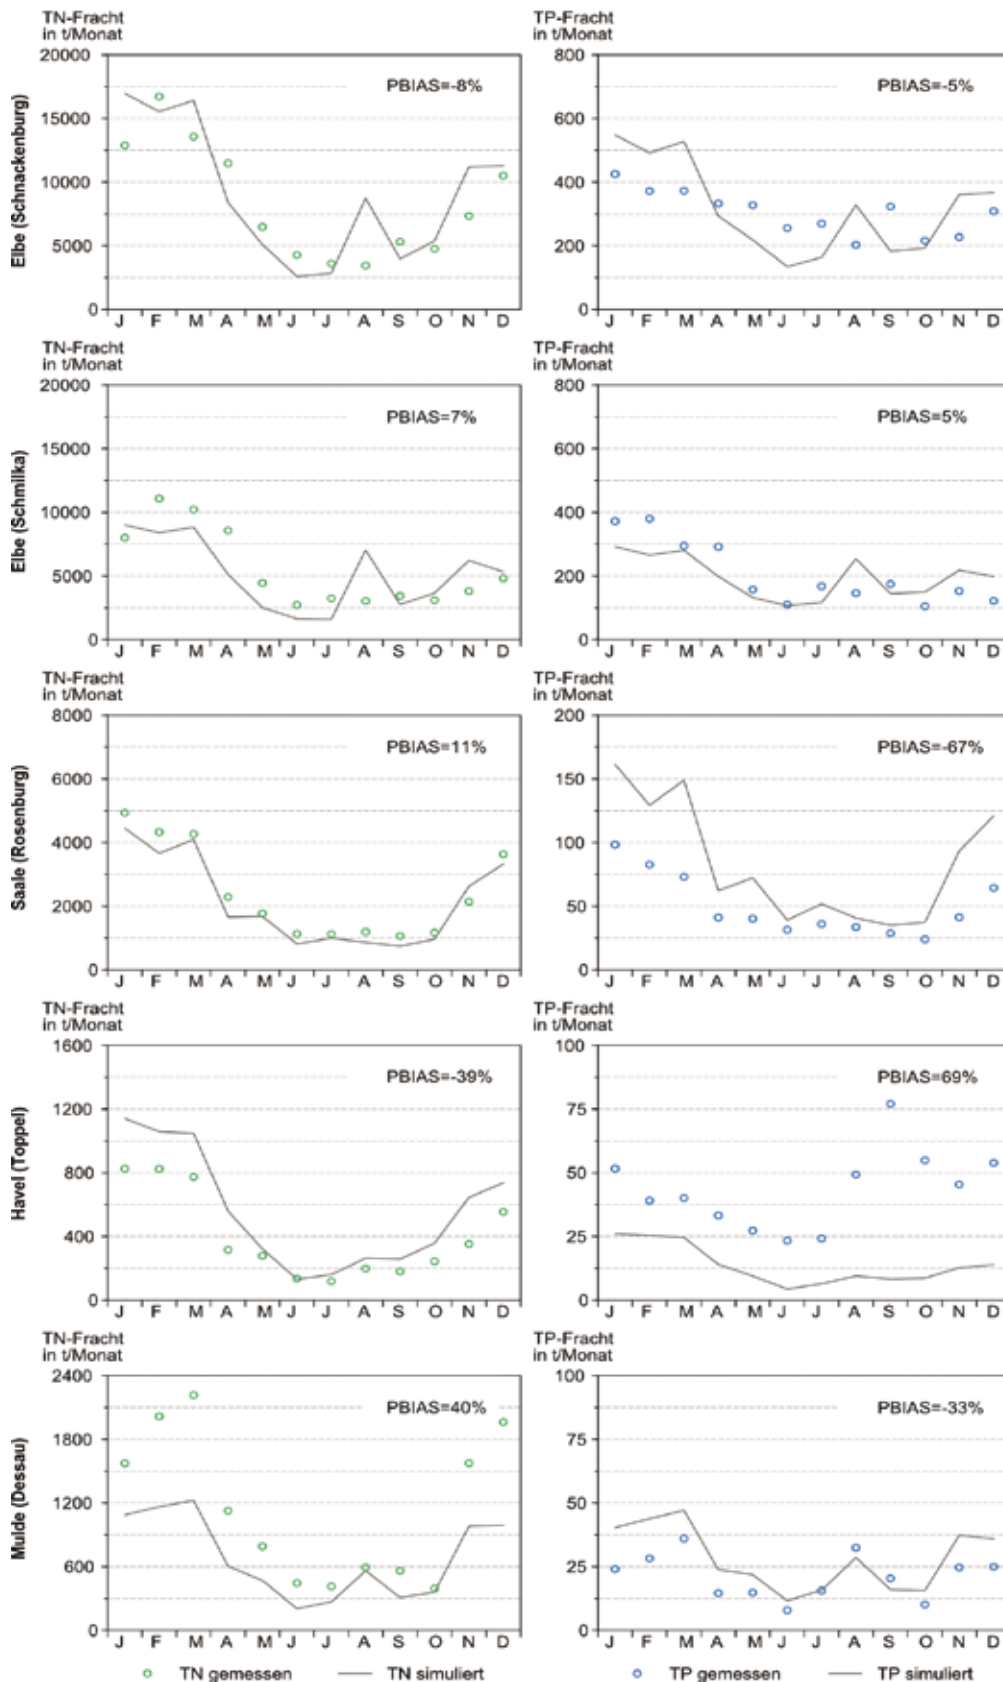 TN-Fracht
in t/Monat
TP-Fracht
in t/Monat
Elbe (Schnackenburg)
20000
15000
10000
5000
0
PBIAS=-8%
J F M A M J J A S O N D
800
600
400
200
0
PBIAS=-5%
J F M A M J J A S O N D
TN-Fracht
in t/Monat
TP-Fracht
in t/Monat
Elbe (Schmilka)
20000
15000
10000
5000
0
PBIAS=7%
J F M A M J J A S O N D
800
600
400
200
0
PBIAS=5%
J F M A M J J A S O N D
TN-Fracht
in t/Monat
TP-Fracht
in t/Monat
Saale (Rosenburg)
8000
6000
4000
2000
0
PBIAS=11%
J F M A M J J A S O N D
200
150
100
50
0
PBIAS=-67%
J F M A M J J A S O N D
TN-Fracht
in t/Monat
TP-Fracht
in t/Monat
Havel (Toppel)
1600
1200
800
400
0
PBIAS=-39%
J F M A M J J A S O N D
100
75
50
25
0
PBIAS=69%
J F M A M J J A S O N D
TN-Fracht
in t/Monat
TP-Fracht
in t/Monat
Mulde (Dessau)
2400
1800
1200
600
0
PBIAS=40%
J F M A M J J A S O N D
100
75
50
25
0
PBIAS=-33%
J F M A M J J A S O N D
TN gemessen TN simuliert TP gemessen TP simuliert